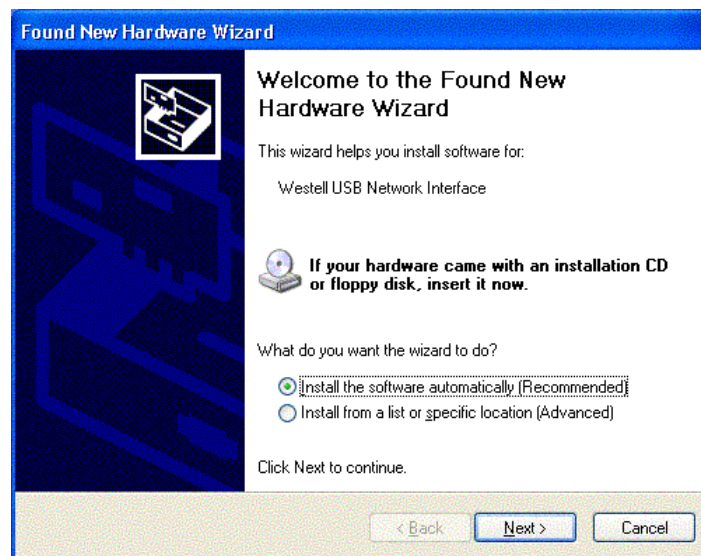 Found New Hardware Wizard
Welcome to the Found New
Hardware Wizard
This wizard helps you install software for:
Westell USB Network Interface
If your hardware came with an installation CD
or floppy disk, insert it now.
What do you want the wizard to do?
Install the software automatically (Recommended)
Install from a list or specific location (Advanced)
Click Next to continue.
< Back
Next >
Cancel